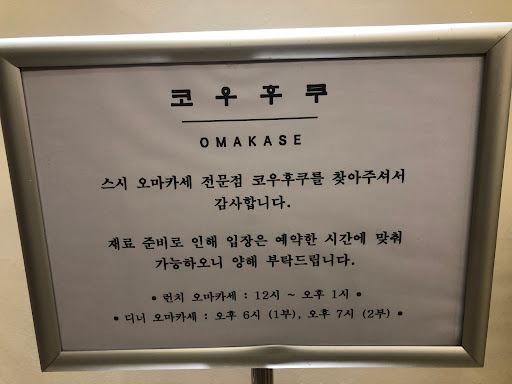 코우후쿠
OMAKASE
스시 오마카세 전문점 코우후쿠를 찾아주셔서
감사합니다.
재료 준비로 인해 입장은 예약한 시간에 맞춰
가능하오니 양해 부탁드립니다.
• 런치 오마카세 : 12시 ~ 오후 1시 •
• 디너 오마카세 : 오후 6시 (1부), 오후 7시 (2부) •